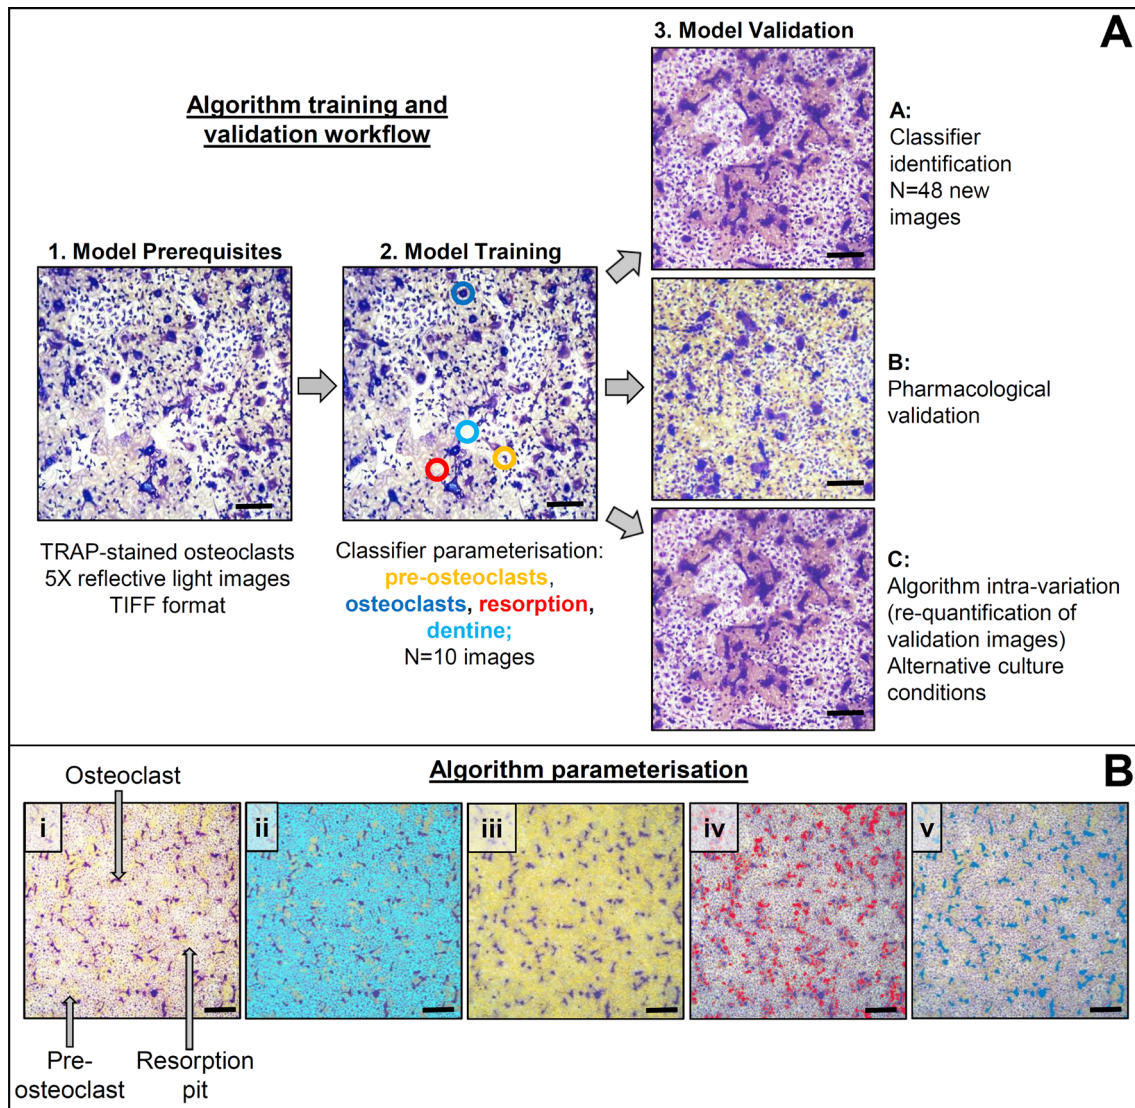 A
Algorithm training and
validation workflow
1. Model Prerequisites
TRAP-stained osteoclasts
5X reflective light images
TIFF format
2. Model Training
Classifier parameterisation:
pre-osteoclasts,
osteoclasts, resorption,
dentine;
N=10 images
3. Model Validation
A:
Classifier
identification
N=48 new
images
B:
Pharmacological
validation
C:
Algorithm intra-variation
(re-quantification of
validation images)
Alternative culture
conditions
B
Algorithm parameterisation
Osteoclast
i
ii
iii
iv
v
Pre-
osteoclast
Resorption
pit